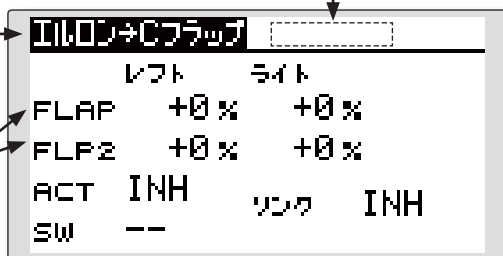 エルロン→Cフラップ
レフト ライト
FLAP +0% +0%
FLP2 +0% +0%
ACT INH リンク INH
SW --